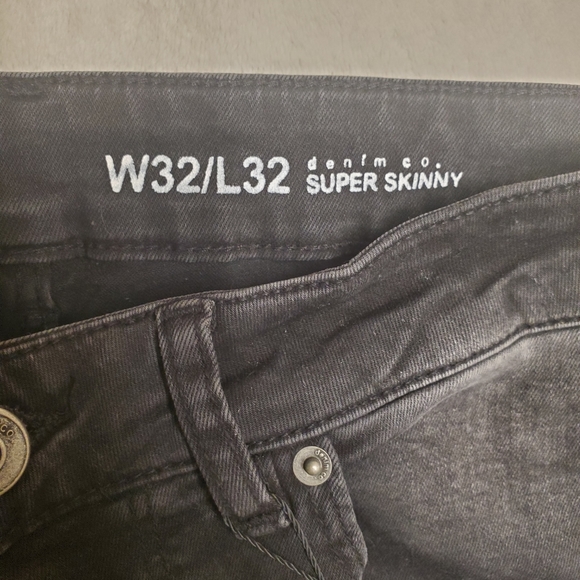 W32/L32 denim co.
SUPER SKINNY